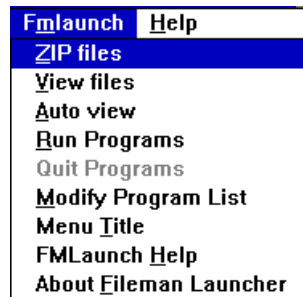 Fmlaunch Help
ZIP files
View files
Auto view
Run Programs
Quit Programs
Modify Program List
Menu Title
FMLaunch Help
About Fileman Launcher